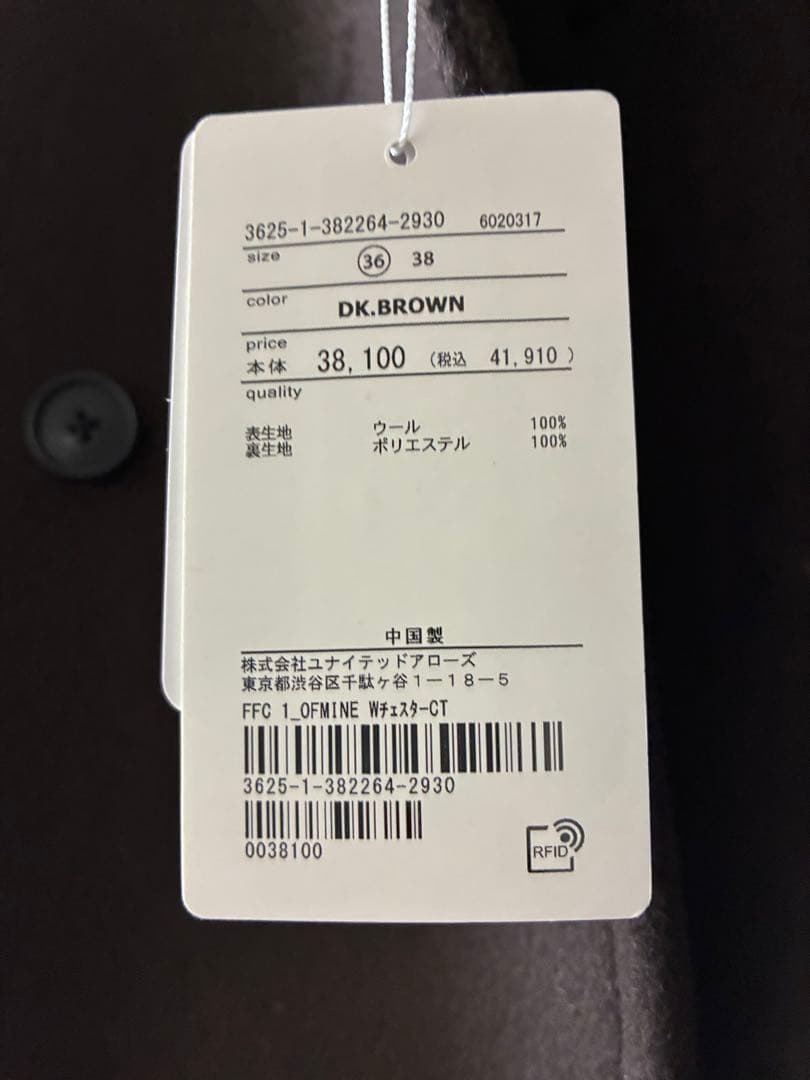 3625-1-382264-2930 6020317
size 36 38
color DK.BROWN
price
本体 38,100 (税込 41,910 )
quality
表生地 ウール 100%
裏生地 ポリエステル 100%
中国製
株式会社ユナイテッドアローズ
東京都渋谷区千駄ヶ谷1-18-5
FFC 1_OFMINE WチェスターCT
3625-1-382264-2930
0038100
RFID